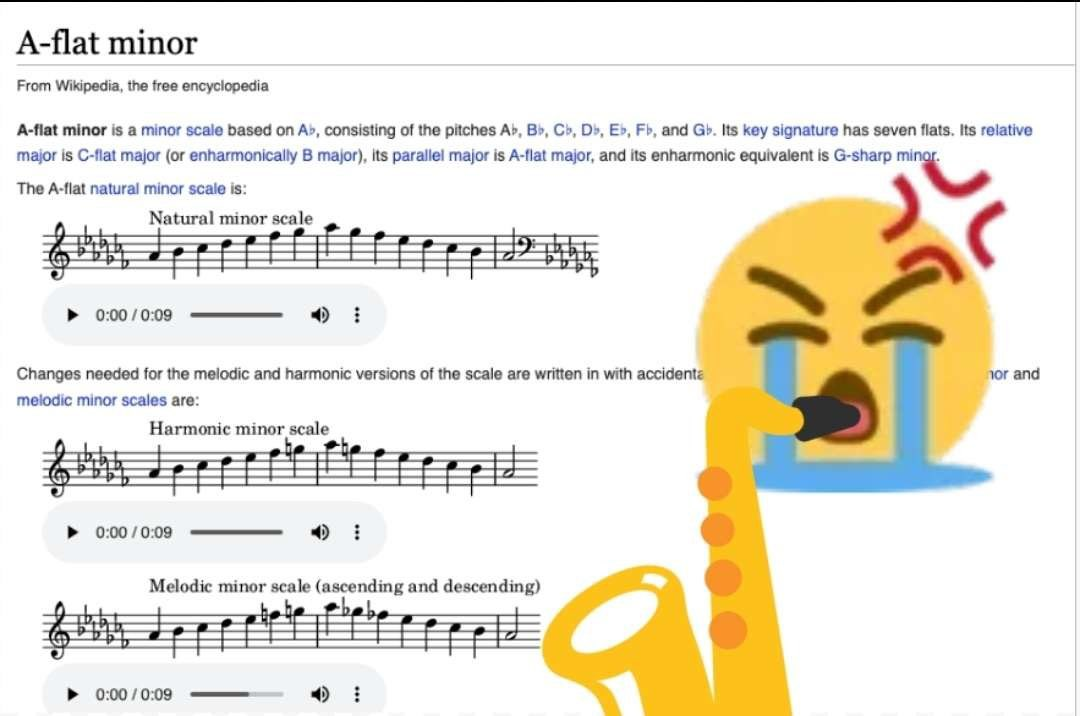 A-flat minor
From Wikipedia, the free encyclopedia
A-flat minor is a minor scale based on A♭, consisting of the pitches A♭, B♭, C♭, D♭, E♭, F♭, and G♭. Its key signature has seven flats. Its relative
major is C-flat major (or enharmonically B major), its parallel major is A-flat major, and its enharmonic equivalent is G-sharp minor.
The A-flat natural minor scale is:
Natural minor scale
0:00 / 0:09
Changes needed for the melodic and harmonic versions of the scale are written in with and
melodic minor scales are:
Harmonic minor scale
0:00 / 0:09
Melodic minor scale (ascending and descending)
0:00 / 0:09